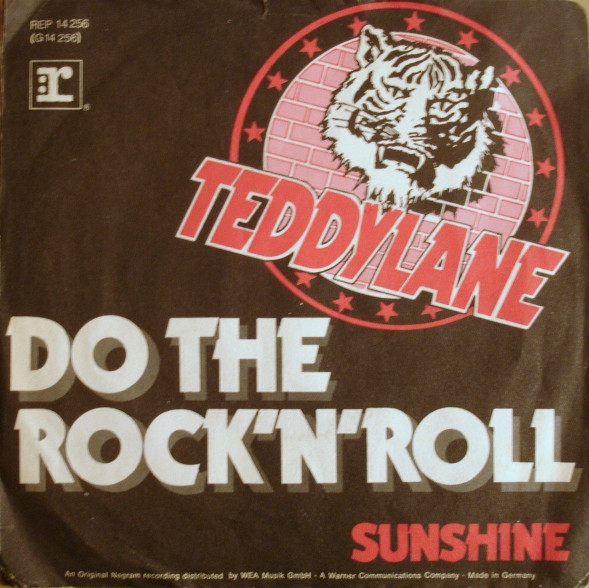 REP 14 256
(G 14 256)
r
®
TEDDYLANE
DO THE
ROCK'N'ROLL
SUNSHINE
An Original Negram recording distributed by WEA Musik GmbH - A Warner Communications Company - Made in Germany